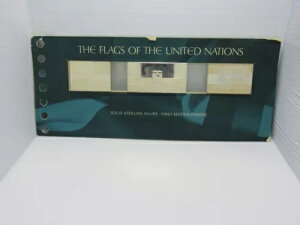 THE FLAGS OF THE UNITED NATIONS
SOLID STERLING SILVER · FIRST EDITION PROOFS